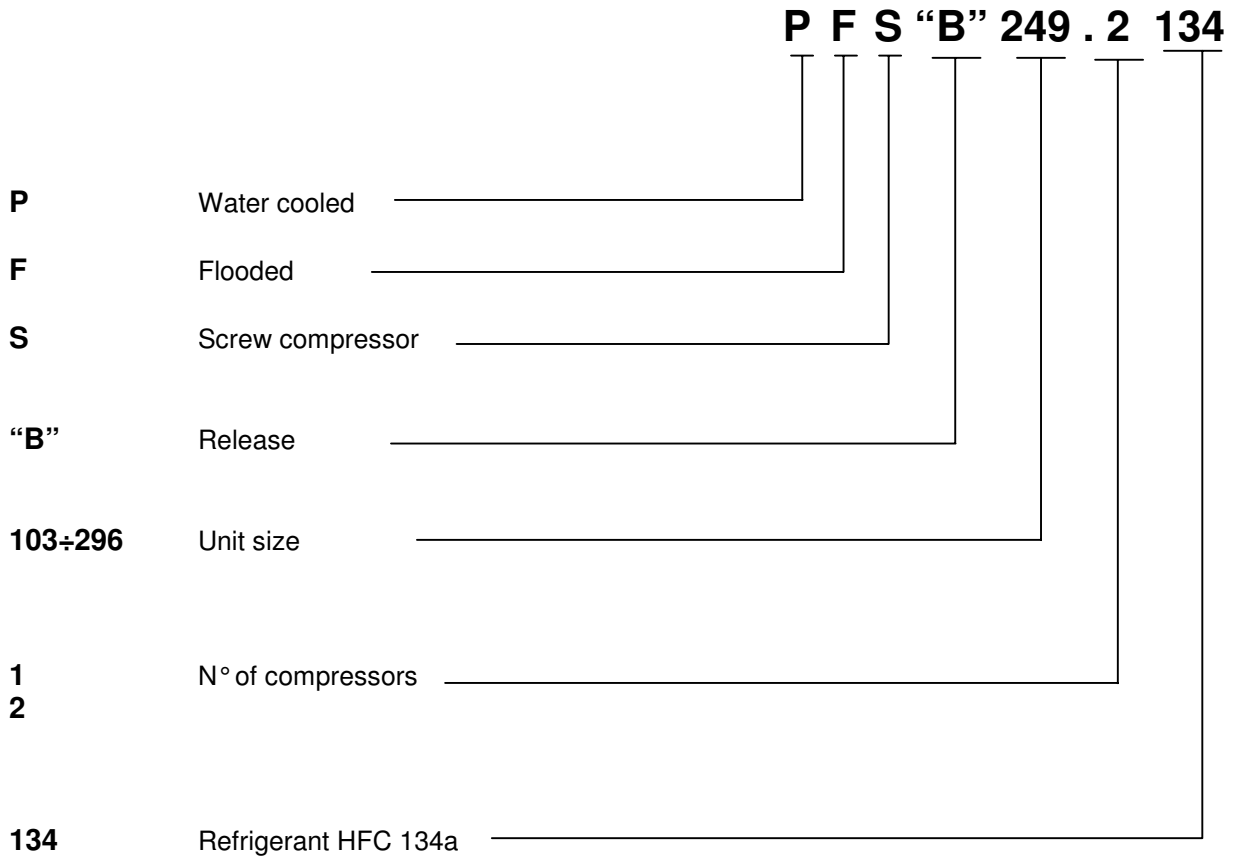 P F S “B” 249 . 2 134
P Water cooled
F Flooded
S Screw compressor
“B” Release
103÷296 Unit size
1 N° of compressors
2
134 Refrigerant HFC 134a